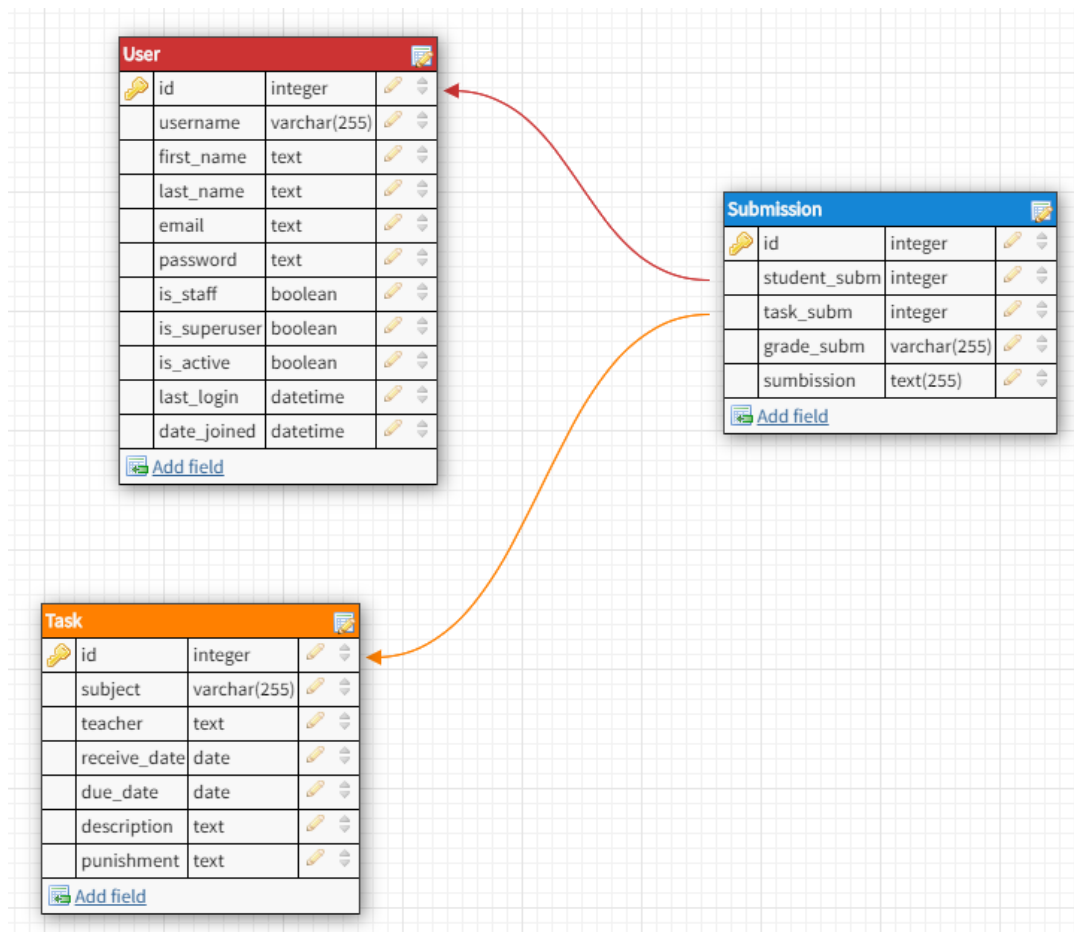 User
id integer
username varchar(255)
first_name text
last_name text
email text
password text
is_staff boolean
is_superuser boolean
is_active boolean
last_login datetime
date_joined datetime
Add field
Submission
id integer
student_subm integer
task_subm integer
grade_subm varchar(255)
sumbission text(255)
Add field
Task
id integer
subject varchar(255)
teacher text
receive_date date
due_date date
description text
punishment text
Add field